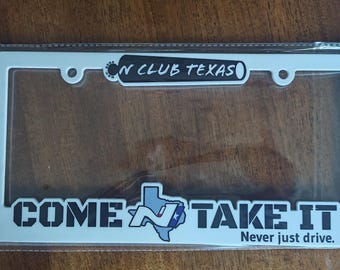 N CLUB TEXAS
COME N TAKE IT
Never just drive.